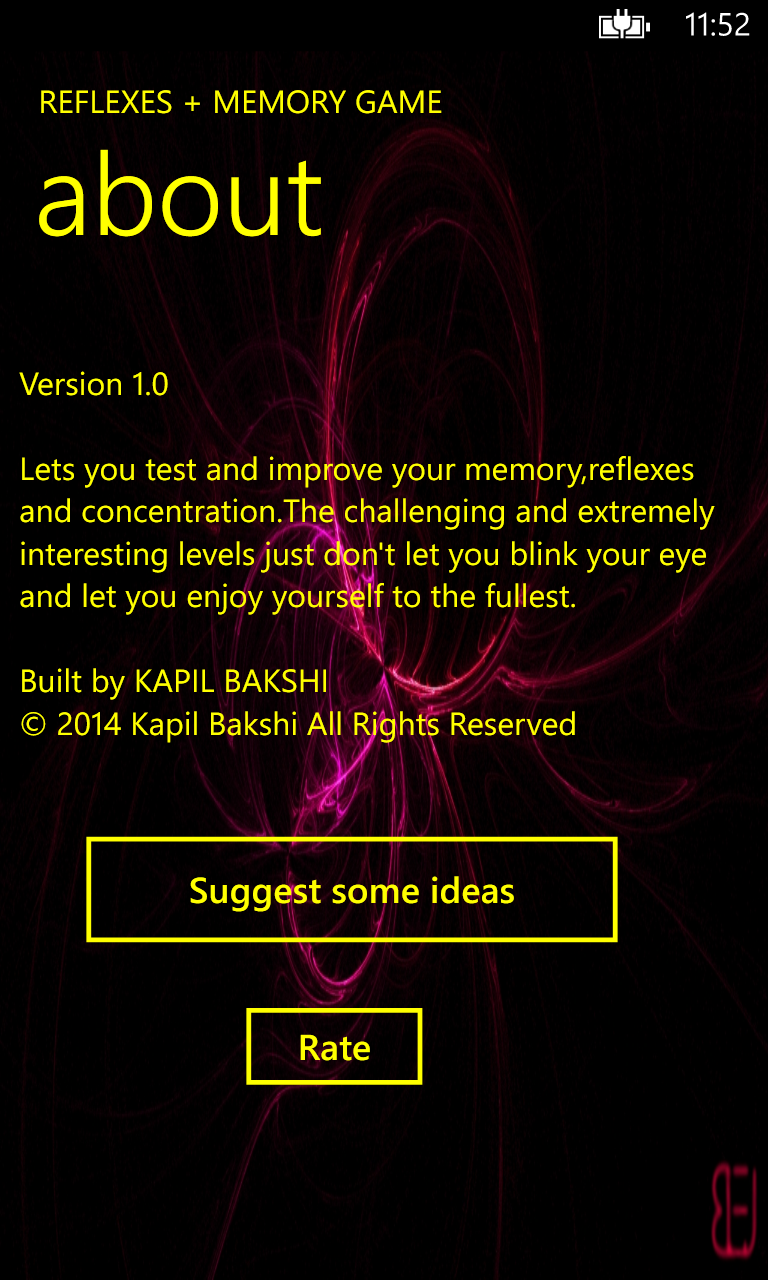 11:52
REFLEXES + MEMORY GAME
about
Version 1.0
Lets you test and improve your memory,reflexes
and concentration.The challenging and extremely
interesting levels just don't let you blink your eye
and let you enjoy yourself to the fullest.
Built by KAPIL BAKSHI
© 2014 Kapil Bakshi All Rights Reserved
Suggest some ideas
Rate